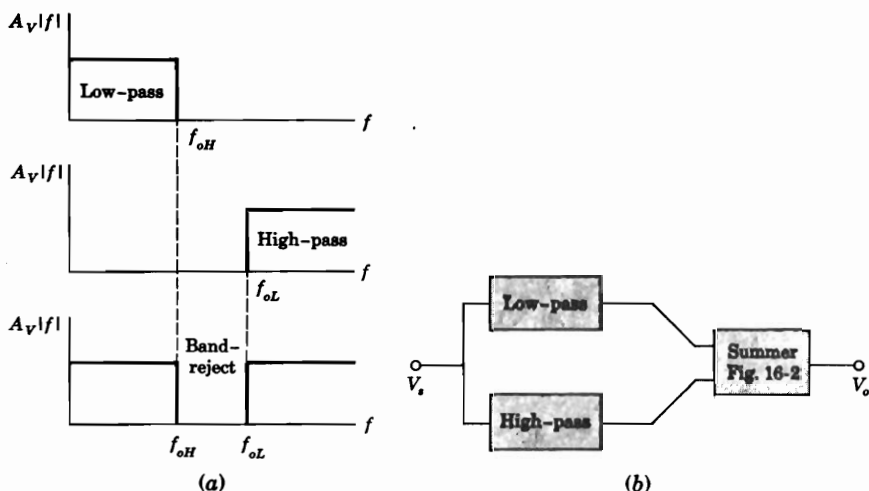 A_V|f|
Low-pass
f
f_oH
A_V|f|
High-pass
f
f_oL
A_V|f|
Band-
reject
f
f_oH
f_oL
(a)
Low-pass
High-pass
Summer
Fig. 16-2
V_s
V_o
(b)